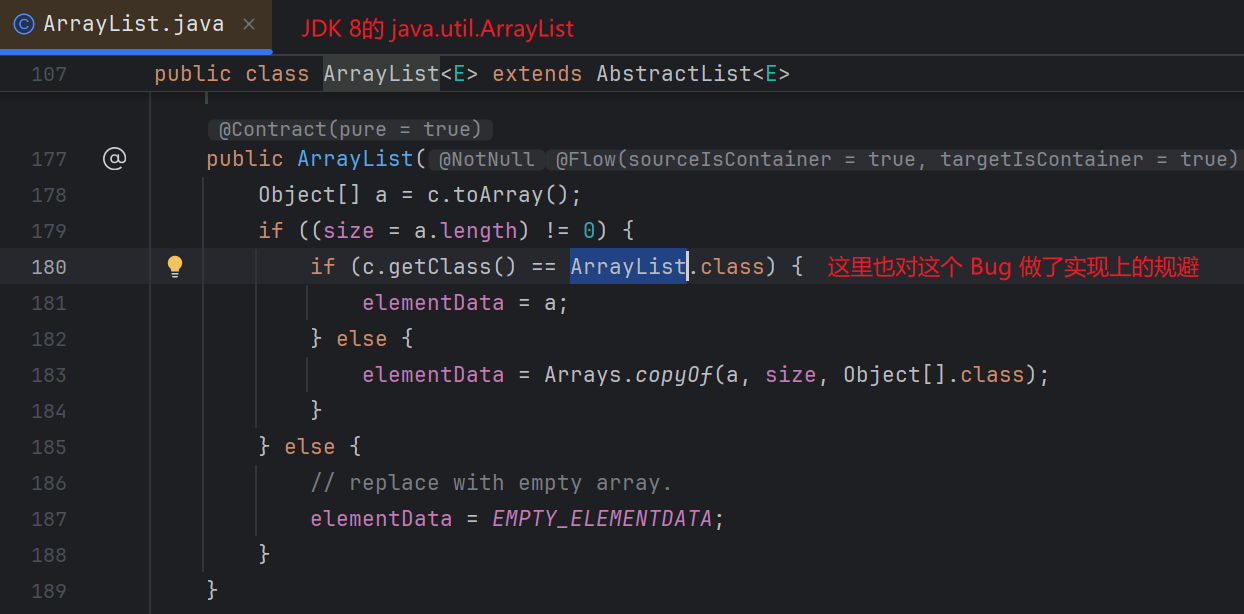 ArrayList.java × JDK 8的 java.util.ArrayList
107 public class ArrayList<E> extends AbstractList<E>
@Contract(pure = true)
177 @ public ArrayList( @NotNull @Flow(sourceIsContainer = true, targetIsContainer = true)
178 Object[] a = c.toArray();
179 if ((size = a.length) != 0) {
180 if (c.getClass() == ArrayList.class) { 这里也对这个 Bug 做了实现上的规避
181 elementData = a;
182 } else {
183 elementData = Arrays.copyOf(a, size, Object[].class);
184 }
185 } else {
186 // replace with empty array.
187 elementData = EMPTY_ELEMENTDATA;
188 }
189 }